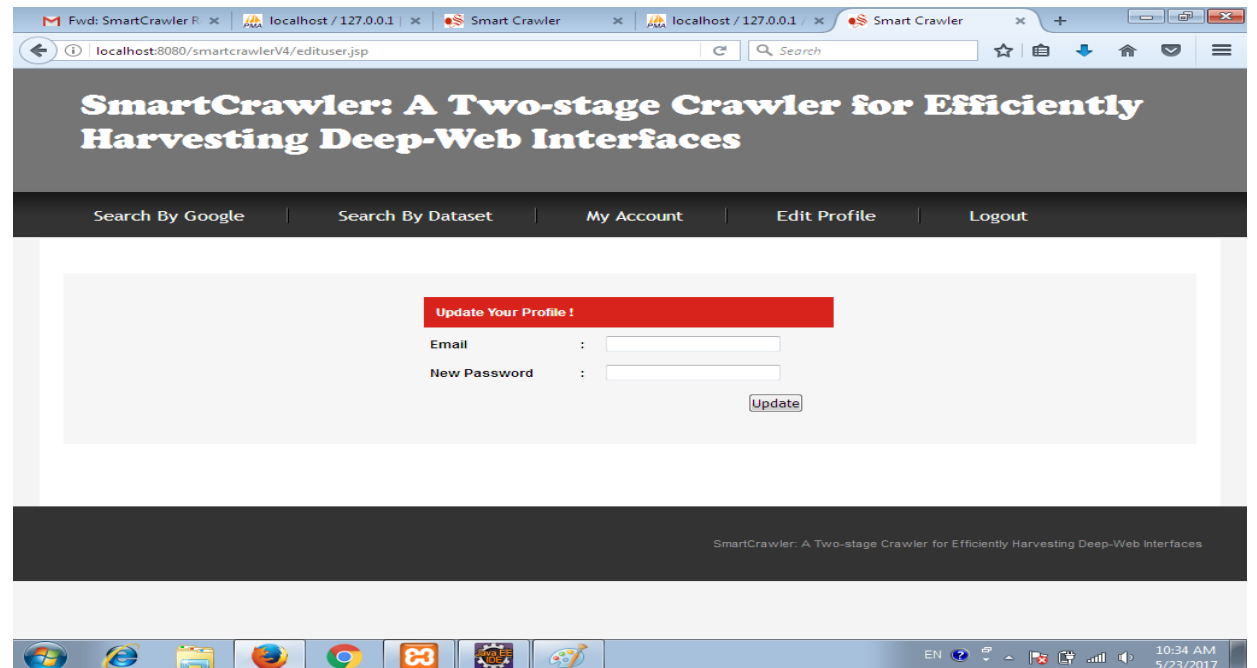 Fwd: SmartCrawler R
localhost / 127.0.0.1 |
Smart Crawler
localhost / 127.0.0.1 /
Smart Crawler
localhost:8080/smartcrawlerV4/edituser.jsp
Search
SmartCrawler: A Two-stage Crawler for Efficiently
Harvesting Deep-Web Interfaces
Search By Google
Search By Dataset
My Account
Edit Profile
Logout
Update Your Profile !
Email :
New Password :
Update
SmartCrawler: A Two-stage Crawler for Efficiently Harvesting Deep-Web Interfaces
Java EE
IDE
EN
10:34 AM
5/23/2017